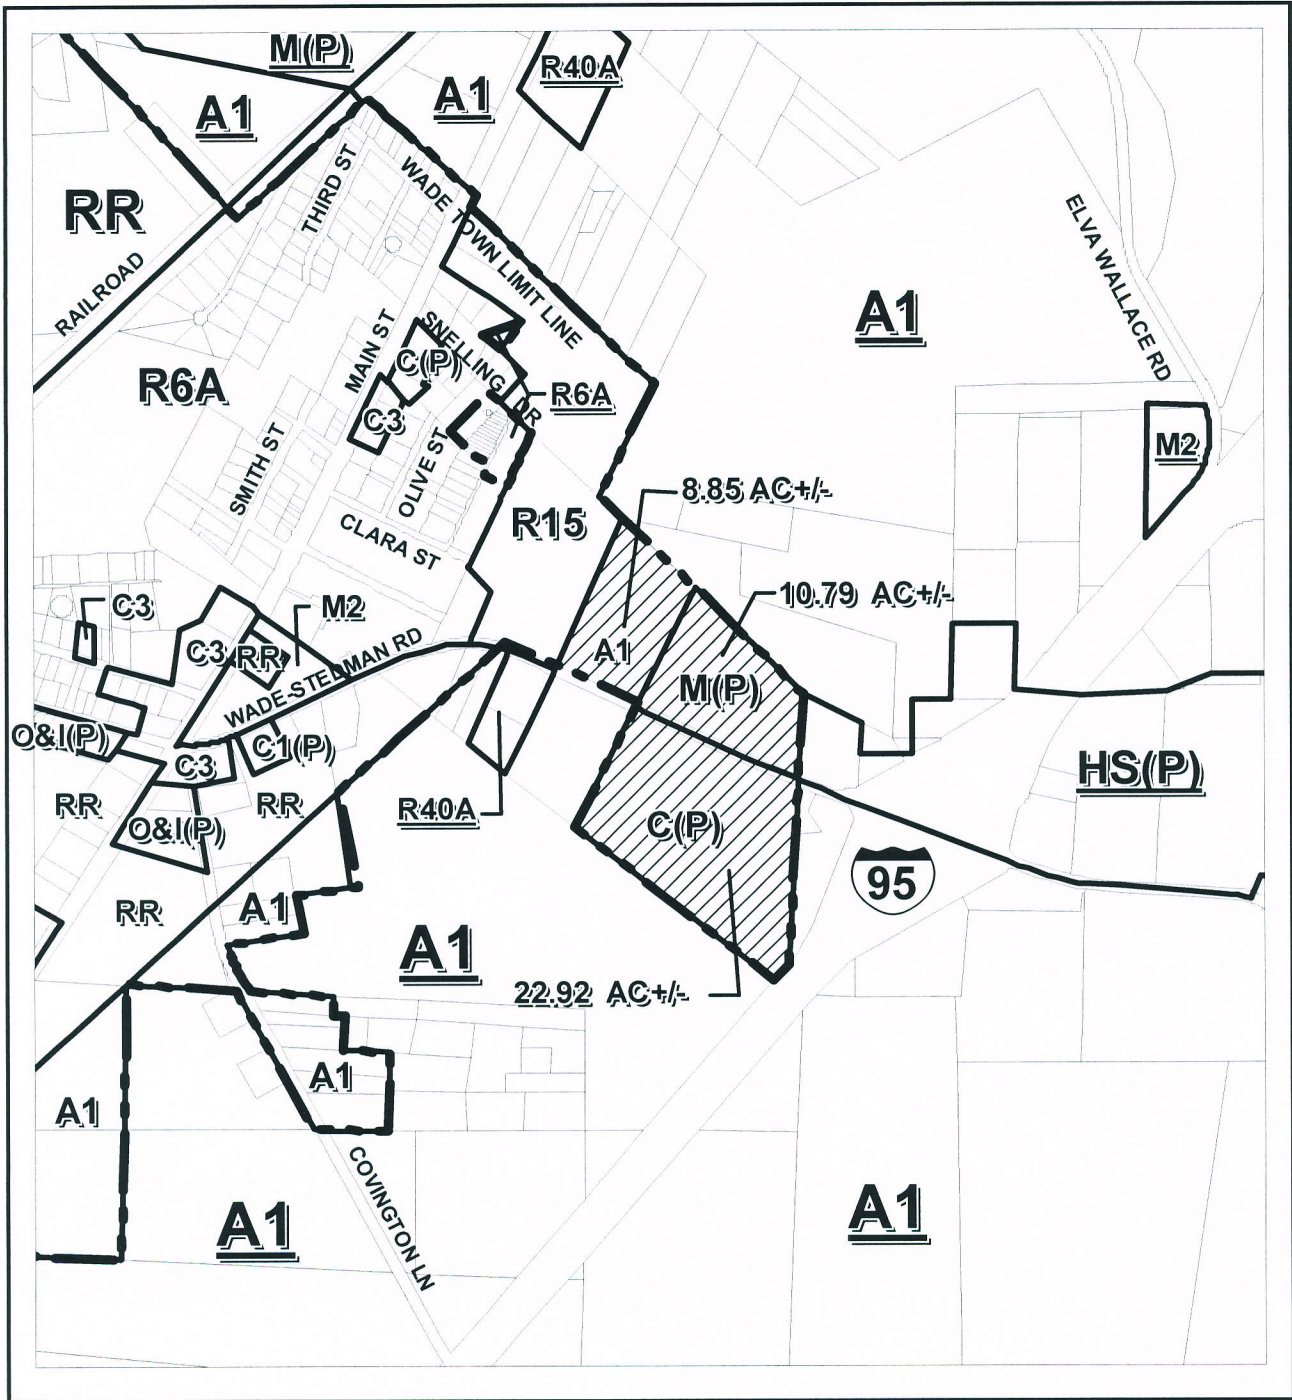 M(P)
R40A
A1
A1
THIRD ST
WADE TOWN LIMIT LINE
RR
ELVA WALLACE RD
RAILROAD
A1
MAIN ST
SNELLING DR
C(P)
R6A
R6A
C3
M2
SMITH ST
OLIVE ST
8.85 AC+/-
R15
CLARA ST
10.79 AC+/-
C3
M2
C3
RR
A1
WADE-STEDMAN RD
M(P)
O&I(P)
C1(P)
C3
HS(P)
RR
RR
R40A
O&I(P)
C(P)
95
RR
A1
A1
22.92 AC+/-
A1
A1
COVINGTON LN
A1
A1